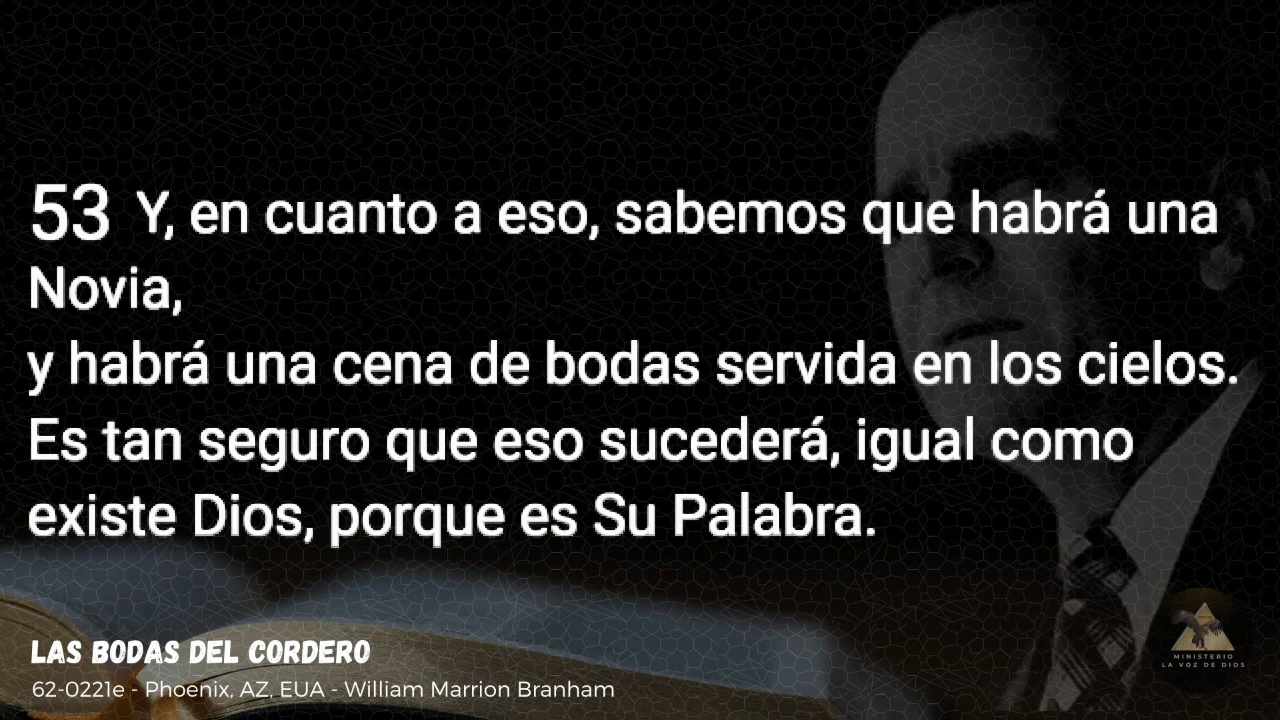 53 Y, en cuanto a eso, sabemos que habrá una
Novia,
y habrá una cena de bodas servida en los cielos.
Es tan seguro que eso sucederá, igual como
existe Dios, porque es Su Palabra.
LAS BODAS DEL CORDERO
62-0221e - Phoenix, AZ, EUA - William Marrion Branham
MINISTERIO
LA VOZ DE DIOS